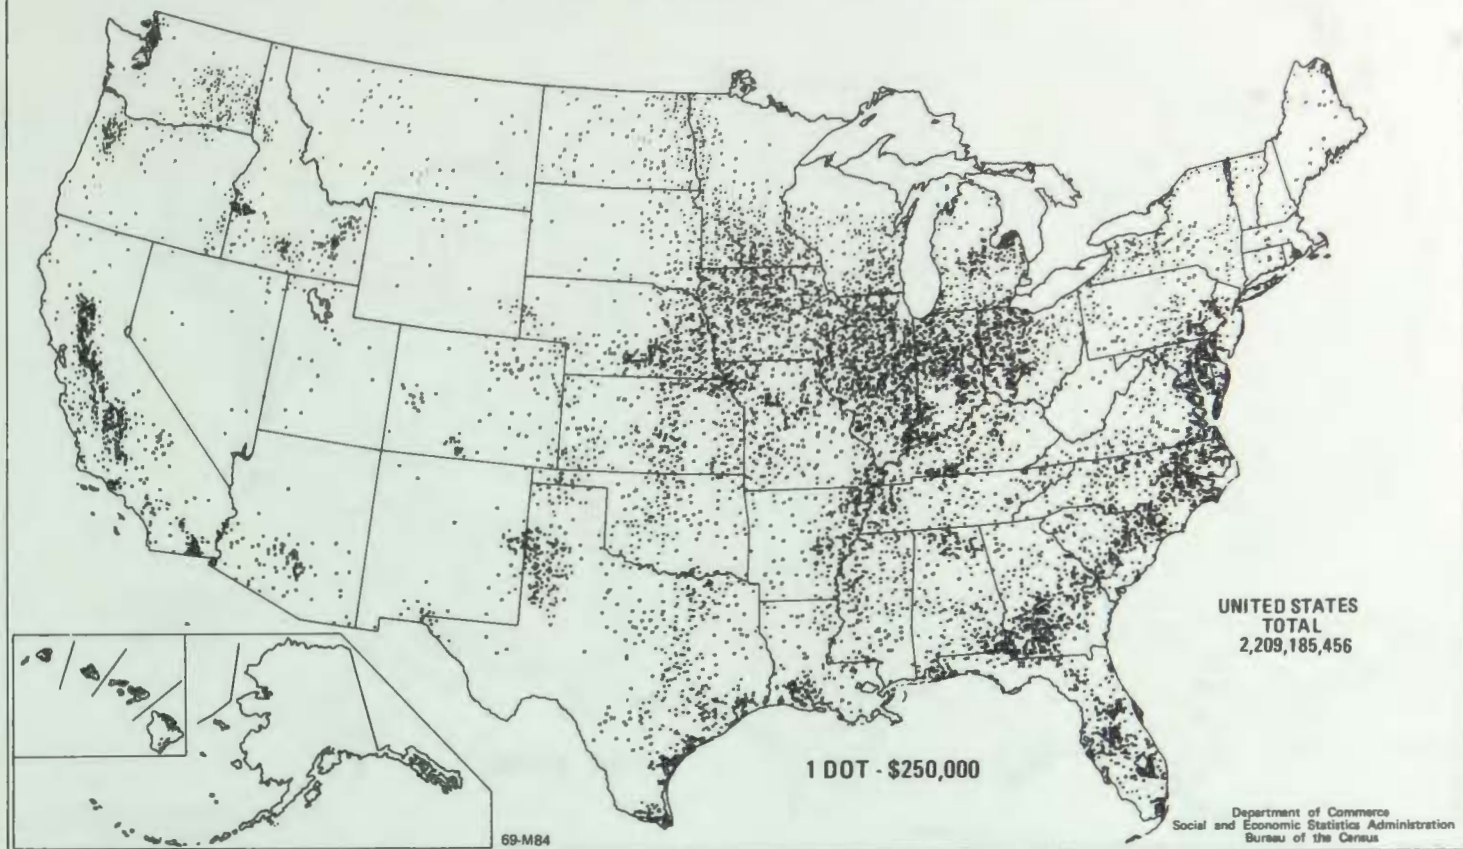 UNITED STATES
TOTAL
2,209,185,456
1 DOT - $250,000
69-M84
Department of Commerce
Social and Economic Statistics Administration
Bureau of the Census